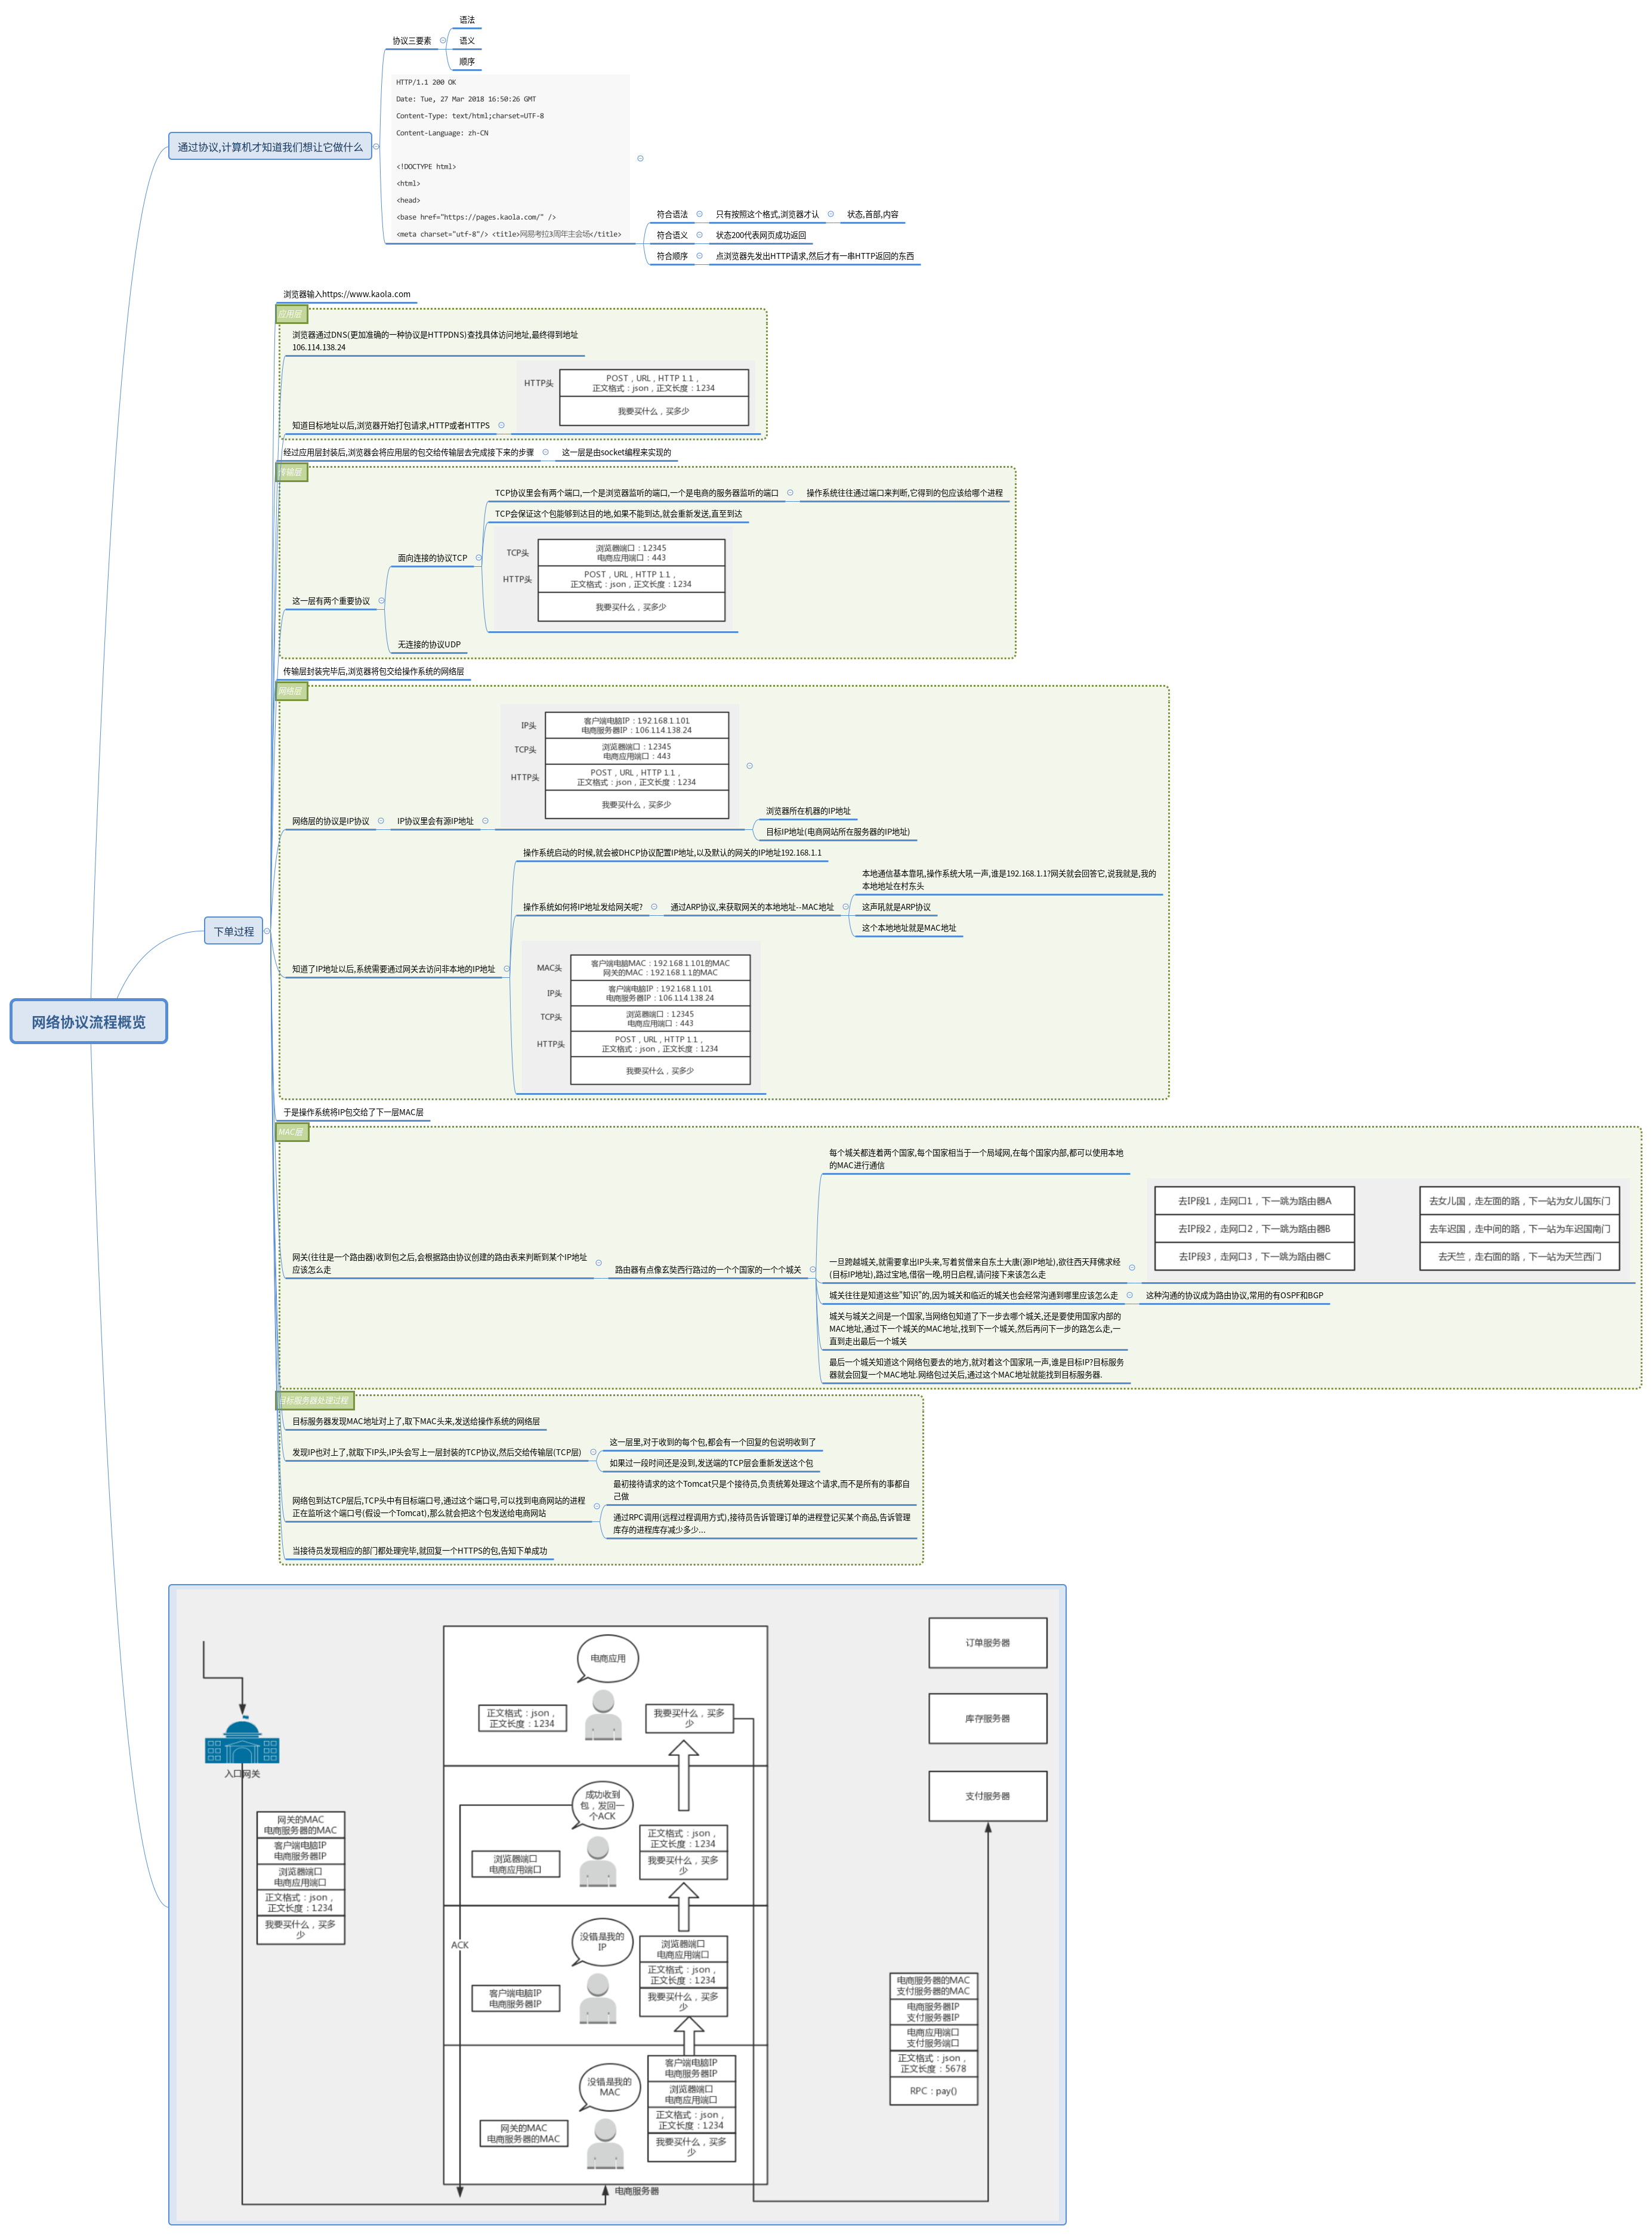 网络协议流程概览
通过协议,计算机才知道我们想让它做什么
协议三要素
语法
语义
顺序
HTTP/1.1 200 OK
Date: Tue, 27 Mar 2018 16:50:26 GMT
Content-Type: text/html;charset=UTF-8
Content-Language: zh-CN
<!DOCTYPE html>
<html>
<head>
<base href="https://pages.kaola.com/" />
<meta charset="utf-8"/> <title>网易考拉3周年主会场</title>
符合语法
只有按照这个格式,浏览器才认
状态,首部,内容
符合语义
状态200代表网页成功返回
符合顺序
点浏览器先发出HTTP请求,然后才有一串HTTP返回的东西
下单过程
浏览器输入https://www.kaola.com
应用层
浏览器通过DNS(更加准确的一种协议是HTTPDNS)查找具体访问地址,最终得到地址
106.114.138.24
知道目标地址以后,浏览器开始打包请求,HTTP或者HTTPS
HTTP头
POST，URL，HTTP 1.1，
正文格式：json，正文长度：1234
我要买什么，买多少
经过应用层封装后,浏览器会将应用层的包交给传输层去完成接下来的步骤
这一层是由socket编程来实现的
传输层
这一层有两个重要协议
面向连接的协议TCP
TCP协议里会有两个端口,一个是浏览器监听的端口,一个是电商的服务器监听的端口
操作系统往往通过端口来判断,它得到的包应该给哪个进程
TCP会保证这个包能够到达目的地,如果不能到达,就会重新发送,直至到达
TCP头
浏览器端口：12345
电商应用端口：443
HTTP头
POST，URL，HTTP 1.1，
正文格式：json，正文长度：1234
我要买什么，买多少
无连接的协议UDP
传输层封装完毕后,浏览器将包交给操作系统的网络层
网络层
网络层的协议是IP协议
IP协议里会有源IP地址
IP头
客户端电脑IP：192.168.1.101
电商服务器IP：106.114.138.24
TCP头
浏览器端口：12345
电商应用端口：443
HTTP头
POST，URL，HTTP 1.1，
正文格式：json，正文长度：1234
我要买什么，买多少
浏览器所在机器的IP地址
目标IP地址(电商网站所在服务器的IP地址)
知道了IP地址以后,系统需要通过网关去访问非本地的IP地址
操作系统启动的时候,就会被DHCP协议配置IP地址,以及默认的网关的IP地址192.168.1.1
操作系统如何将IP地址发给网关呢?
通过ARP协议,来获取网关的本地地址--MAC地址
本地通信基本靠吼,操作系统大吼一声,谁是192.168.1.1?网关就会回答它,说我就是,我的
本地地址在村东头
这声吼就是ARP协议
这个本地地址就是MAC地址
MAC头
客户端电脑MAC：192.168.1.101的MAC
网关的MAC：192.168.1.1的MAC
IP头
客户端电脑IP：192.168.1.101
电商服务器IP：106.114.138.24
TCP头
浏览器端口：12345
电商应用端口：443
HTTP头
POST，URL，HTTP 1.1，
正文格式：json，正文长度：1234
我要买什么，买多少
于是操作系统将IP包交给了下一层MAC层
MAC层
网关(往往是一个路由器)收到包之后,会根据路由协议创建的路由表来判断到某个IP地址
应该怎么走
路由器有点像玄奘西行路过的一个个国家的一个个城关
每个城关都连着两个国家,每个国家相当于一个局域网,在每个国家内部,都可以使用本地
的MAC进行通信
一旦跨越城关,就需要拿出IP头来,写着贫僧来自东土大唐(源IP地址),欲往西天拜佛求经
(目标IP地址),路过宝地,借宿一晚,明日启程,请问接下来该怎么走
去IP段1，走网口1，下一跳为路由器A
去IP段2，走网口2，下一跳为路由器B
去IP段3，走网口3，下一跳为路由器C
去女儿国，走左面的路，下一站为女儿国东门
去车迟国，走中间的路，下一站为车迟国南门
去天竺，走右面的路，下一站为天竺西门
城关往往是知道这些"知识"的,因为城关和临近的城关也会经常沟通到哪里应该怎么走
这种沟通的协议成为路由协议,常用的有OSPF和BGP
城关与城关之间是一个国家,当网络包知道了下一步去哪个城关,还是要使用国家内部的
MAC地址,通过下一个城关的MAC地址,找到下一个城关,然后再问下一步的路怎么走,一
直到走出最后一个城关
最后一个城关知道这个网络包要去的地方,就对着这个国家吼一声,谁是目标IP?目标服务
器就会回复一个MAC地址.网络包过关后,通过这个MAC地址就能找到目标服务器.
目标服务器处理过程
目标服务器发现MAC地址对上了,取下MAC头来,发送给操作系统的网络层
发现IP也对上了,就取下IP头,IP头会写上一层封装的TCP协议,然后交给传输层(TCP层)
这一层里,对于收到的每个包,都会有一个回复的包说明收到了
如果过一段时间还是没到,发送端的TCP层会重新发送这个包
网络包到达TCP层后,TCP头中有目标端口号,通过这个端口号,可以找到电商网站的进程
正在监听这个端口号(假设一个Tomcat),那么就会把这个包发送给电商网站
最初接待请求的这个Tomcat只是个接待员,负责统筹处理这个请求,而不是所有的事都自
己做
通过RPC调用(远程过程调用方式),接待员告诉管理订单的进程登记买某个商品,告诉管理
库存的进程库存减少多少...
当接待员发现相应的部门都处理完毕,就回复一个HTTPS的包,告知下单成功
入口网关
网关的MAC
电商服务器的MAC
客户端电脑IP
电商服务器IP
浏览器端口
电商应用端口
正文格式：json，
正文长度：1234
我要买什么，买多
少
电商应用
正文格式：json，
正文长度：1234
我要买什么，买多
少
成功收到
包，发回一
个ACK
浏览器端口
电商应用端口
正文格式：json，
正文长度：1234
我要买什么，买多
少
ACK
没错是我的
IP
客户端电脑IP
电商服务器IP
浏览器端口
电商应用端口
正文格式：json，
正文长度：1234
我要买什么，买多
少
没错是我的
MAC
网关的MAC
电商服务器的MAC
客户端电脑IP
电商服务器IP
浏览器端口
电商应用端口
正文格式：json，
正文长度：1234
我要买什么，买多
少
电商服务器
订单服务器
库存服务器
支付服务器
电商服务器的MAC
支付服务器的MAC
电商服务器IP
支付服务器IP
电商应用端口
支付服务端口
正文格式：json，
正文长度：5678
RPC：pay()